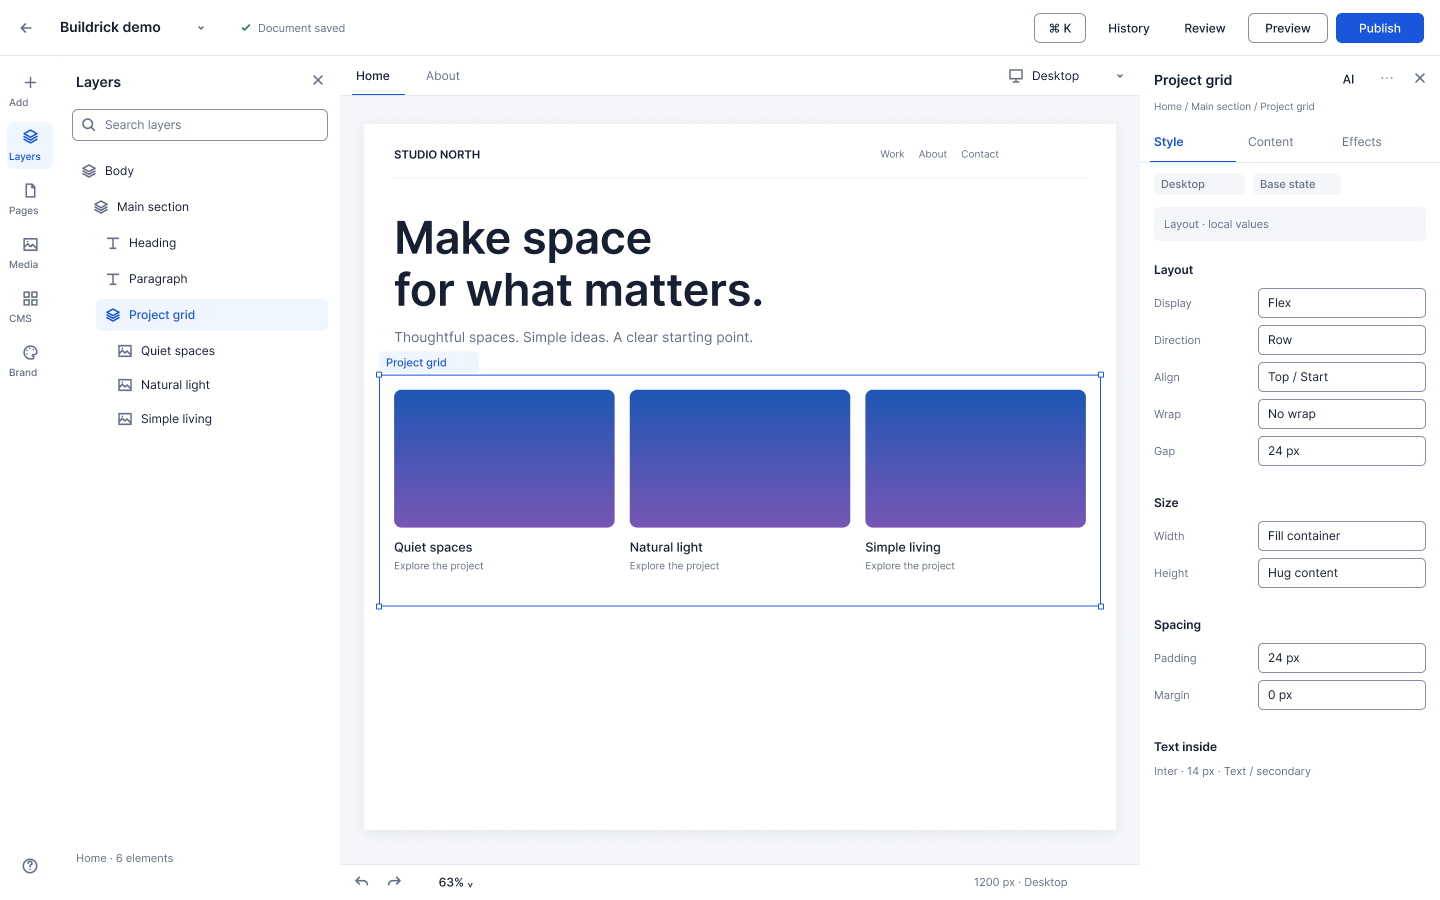 Buildrick demo
Document saved
⌘ K
History
Review
Preview
Publish
Add
Layers
Pages
Media
CMS
Brand
Layers
Search layers
Body
Main section
Heading
Paragraph
Project grid
Quiet spaces
Natural light
Simple living
Home · 6 elements
Home
About
Desktop
STUDIO NORTH
Work
About
Contact
Make space
for what matters.
Thoughtful spaces. Simple ideas. A clear starting point.
Project grid
Quiet spaces
Explore the project
Natural light
Explore the project
Simple living
Explore the project
63%
1200 px · Desktop
Project grid
AI
Home / Main section / Project grid
Style
Content
Effects
Desktop
Base state
Layout · local values
Layout
Display
Flex
Direction
Row
Align
Top / Start
Wrap
No wrap
Gap
24 px
Size
Width
Fill container
Height
Hug content
Spacing
Padding
24 px
Margin
0 px
Text inside
Inter · 14 px · Text / secondary